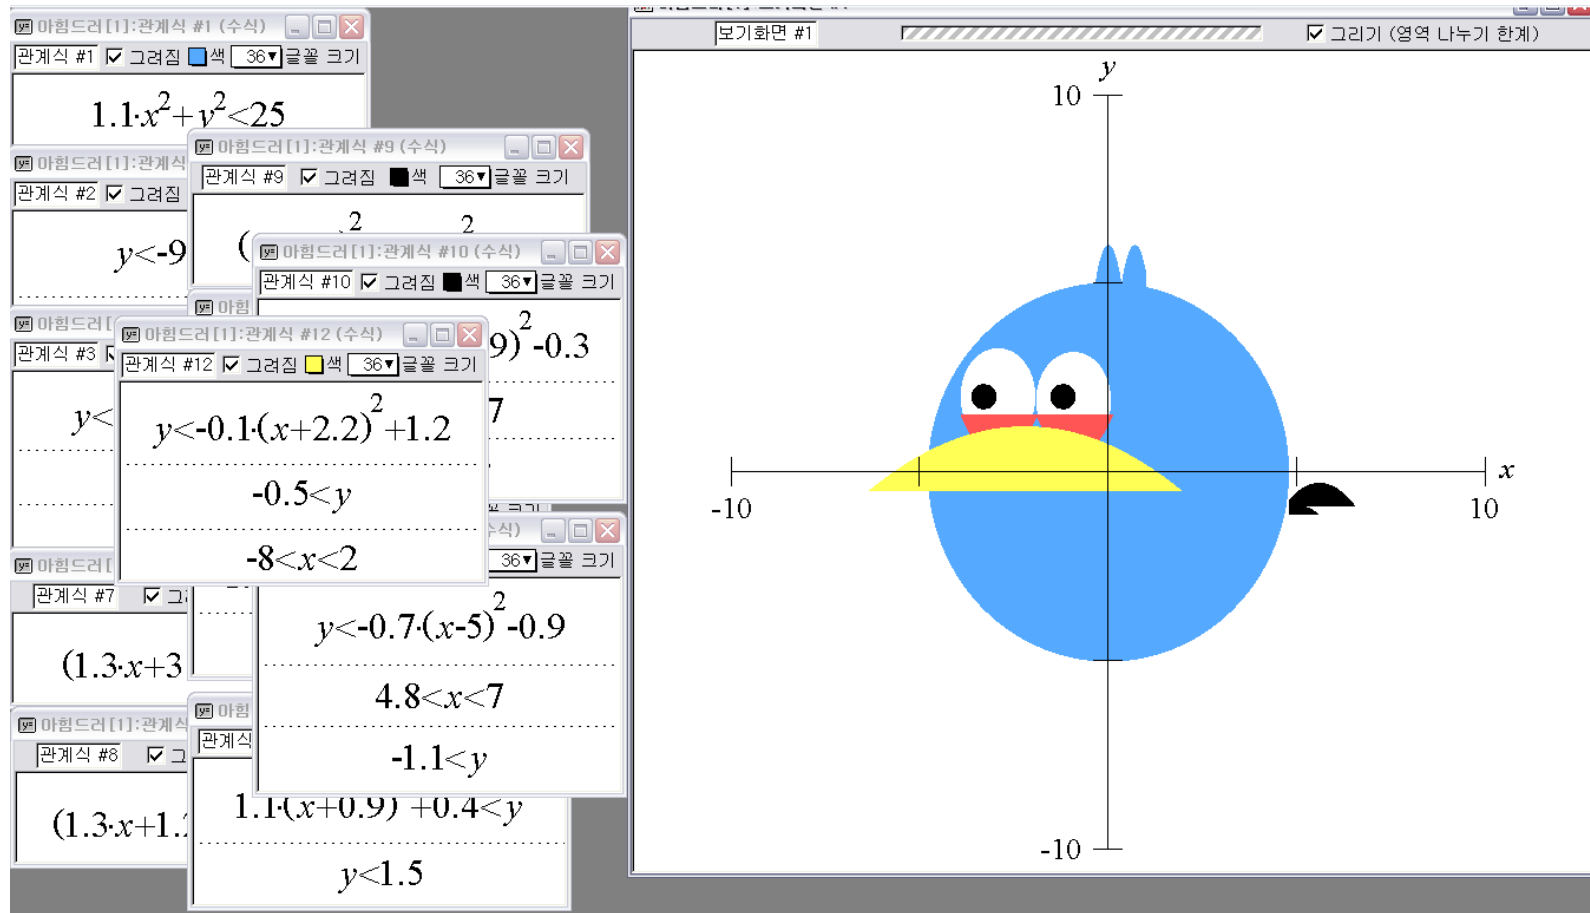 아힘드러[1]:관계식 #1 (수식)
관계식 #1 그려짐 색 36▼ 글꼴 크기
1.1·x²+y²<25
아힘드러[1]:관계식
관계식 #2 그려짐
y<-9
관계식 #3
y<
관계식 #7
(1.3·x+3
아힘드러[1]:관계식
관계식 #8
(1.3·x+1.2
아힘드러[1]:관계식 #9 (수식)
관계식 #9 그려짐 색 36▼ 글꼴 크기
( )² ²
아힘드러[1]:관계식 #10 (수식)
관계식 #10 그려짐 색 36▼ 글꼴 크기
9)²-0.3
7
아힘드러[1]:관계식 #12 (수식)
관계식 #12 그려짐 색 36▼ 글꼴 크기
y<-0.1·(x+2.2)²+1.2
-0.5<y
-8<x<2
36▼ 글꼴 크기
y<-0.7·(x-5)²-0.9
4.8<x<7
-1.1<y
1.1·(x+0.9) +0.4<y
y<1.5
보기화면 #1 그리기 (영역 나누기 한계)
y
10
x
-10
10
-10